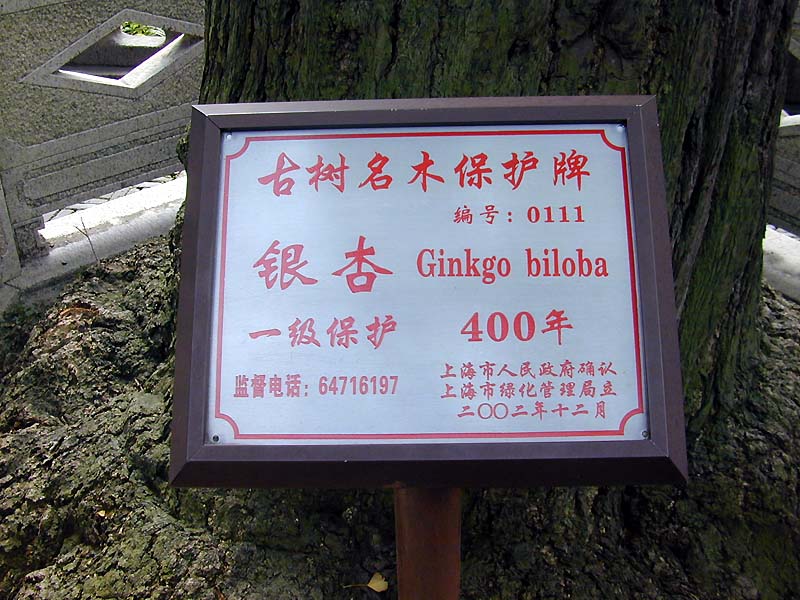 古树名木保护牌
编号：0111
银杏 Ginkgo biloba
一级保护 400年
监督电话：64716197
上海市人民政府确认
上海市绿化管理局立
二〇〇二年十二月